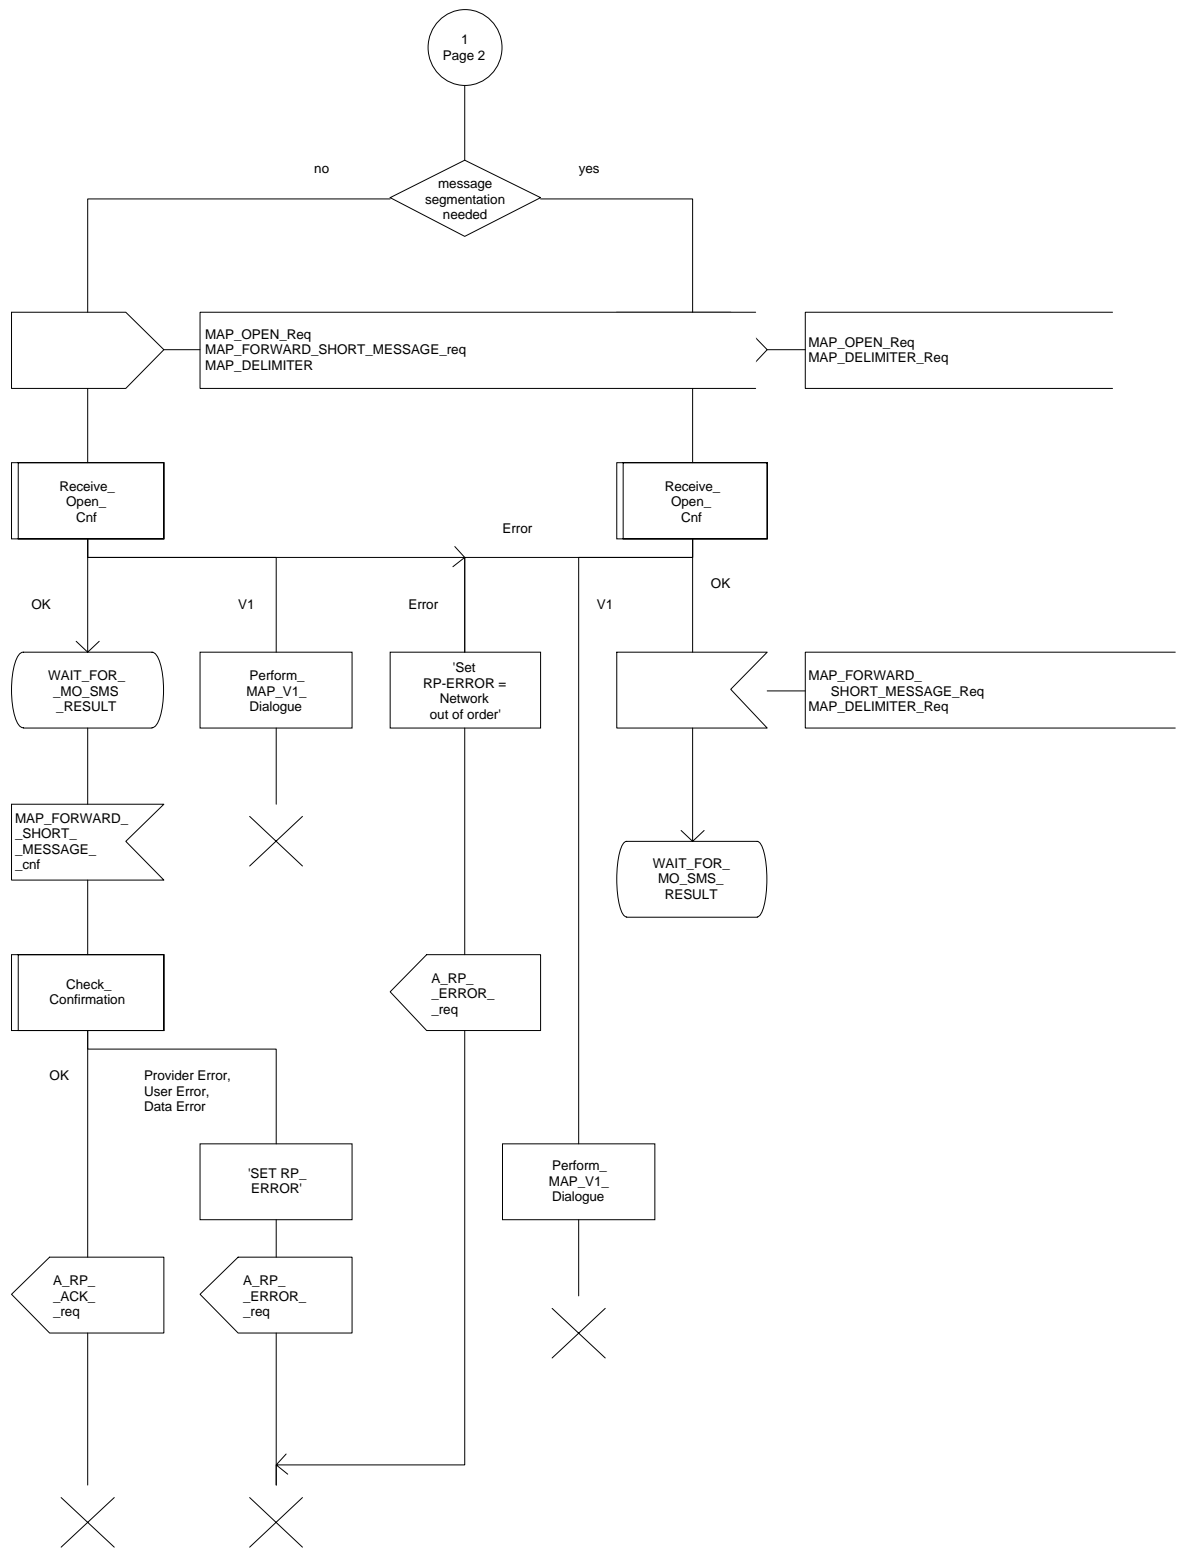 1
Page 2
no
yes
message
segmentation
needed
MAP_OPEN_Req
MAP_FORWARD_SHORT_MESSAGE_req
MAP_DELIMITER
MAP_OPEN_Req
MAP_DELIMITER_Req
Receive_
Open_
Cnf
Receive_
Open_
Cnf
Error
OK
V1
Error
V1
OK
WAIT_FOR_
_MO_SMS
_RESULT
Perform_
MAP_V1_
Dialogue
'Set
RP-ERROR =
Network
out of order'
MAP_FORWARD_
SHORT_MESSAGE_Req
MAP_DELIMITER_Req
MAP_FORWARD_
_SHORT_
_MESSAGE_
_cnf
WAIT_FOR_
MO_SMS_
RESULT
Check_
Confirmation
A_RP_
_ERROR_
_req
OK
Provider Error,
User Error,
Data Error
'SET RP_
ERROR'
Perform_
MAP_V1_
Dialogue
A_RP_
_ACK_
_req
A_RP_
_ERROR_
_req